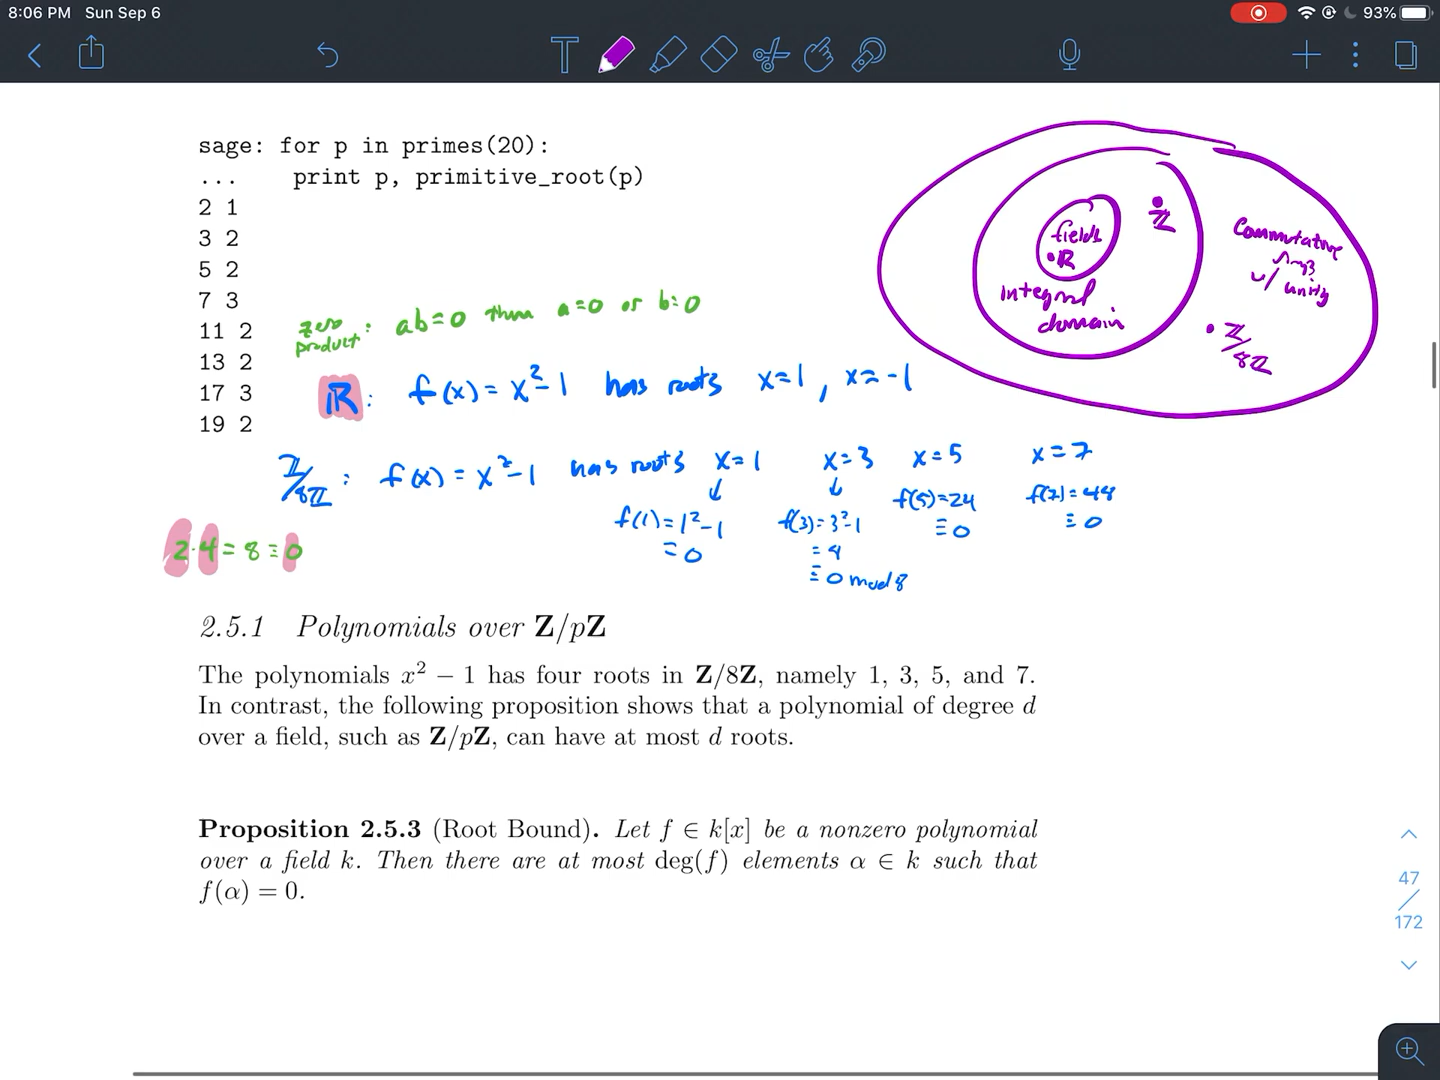 8:06 PM Sun Sep 6
93%
sage: for p in primes(20):
... print p, primitive_root(p)
2 1
3 2
5 2
7 3
11 2
13 2
17 3
19 2
fields
•ℝ
•ℤ
integral
domain
Commutative
rings
w/ unity
•ℤ/8ℤ
zero product: ab=0 then a=0 or b=0
ℝ: f(x) = x²-1 has roots x=1, x=-1
ℤ/8ℤ: f(x) = x²-1 has roots x=1 x=3 x=5 x=7
↓ ↓
f(1)=1²-1 f(3)=3²-1 f(5)=24 f(7)=48
=0 =8 ≡0 ≡0
≡0 mod 8
2·4=8≡0
2.5.1 Polynomials over Z/pZ
The polynomials x² − 1 has four roots in Z/8Z, namely 1, 3, 5, and 7.
In contrast, the following proposition shows that a polynomial of degree d
over a field, such as Z/pZ, can have at most d roots.
Proposition 2.5.3 (Root Bound). Let f ∈ k[x] be a nonzero polynomial
over a field k. Then there are at most deg(f) elements α ∈ k such that
f(α) = 0.
47
/
172